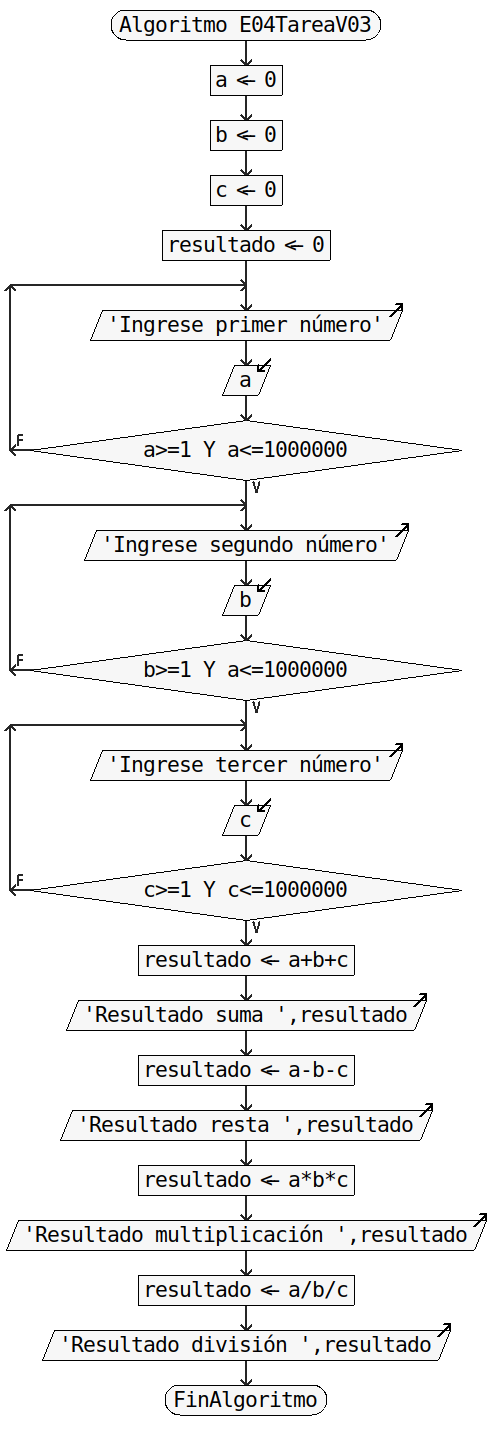 Algoritmo E04TareaV03
a ← 0
b ← 0
c ← 0
resultado ← 0
'Ingrese primer número'
a
F
a>=1 Y a<=1000000
V
'Ingrese segundo número'
b
F
b>=1 Y a<=1000000
V
'Ingrese tercer número'
c
F
c>=1 Y c<=1000000
V
resultado ← a+b+c
'Resultado suma ',resultado
resultado ← a-b-c
'Resultado resta ',resultado
resultado ← a*b*c
'Resultado multiplicación ',resultado
resultado ← a/b/c
'Resultado división ',resultado
FinAlgoritmo